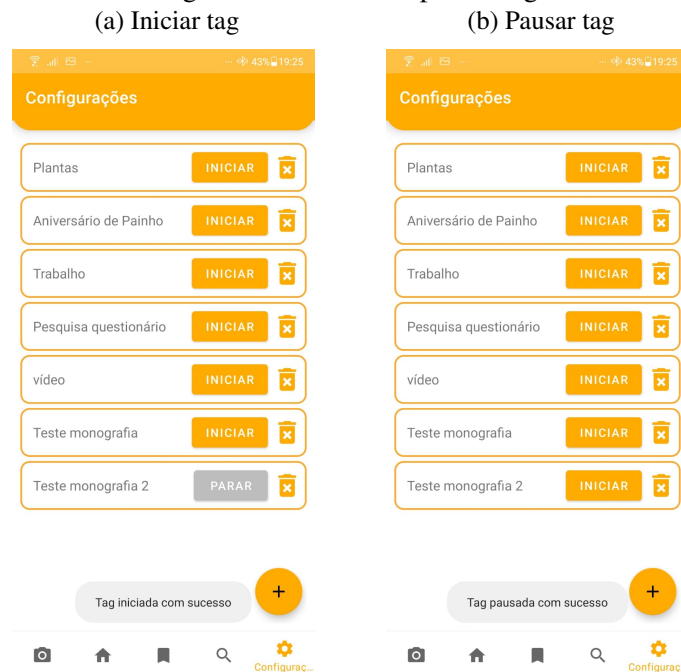 (a) Iniciar tag
43% 19:25
Configurações
Plantas INICIAR
Aniversário de Painho INICIAR
Trabalho INICIAR
Pesquisa questionário INICIAR
vídeo INICIAR
Teste monografia INICIAR
Teste monografia 2 PARAR
Tag iniciada com sucesso
Configuraç...
(b) Pausar tag
43% 19:25
Configurações
Plantas INICIAR
Aniversário de Painho INICIAR
Trabalho INICIAR
Pesquisa questionário INICIAR
vídeo INICIAR
Teste monografia INICIAR
Teste monografia 2 INICIAR
Tag pausada com sucesso
Configuraç